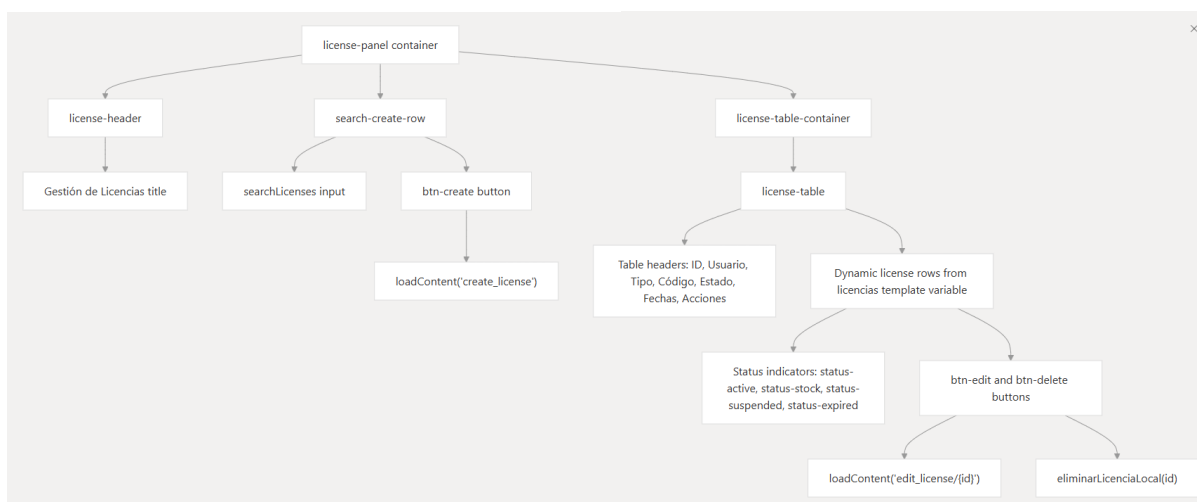 license-panel container
×
license-header
search-create-row
license-table-container
Gestión de Licencias title
searchLicenses input
btn-create button
license-table
loadContent('create_license')
Table headers: ID, Usuario,
Tipo, Código, Estado,
Fechas, Acciones
Dynamic license rows from
licencias template variable
Status indicators: status-
active, status-stock, status-
suspended, status-expired
btn-edit and btn-delete
buttons
loadContent('edit_license/{id}')
eliminarLicenciaLocal(id)